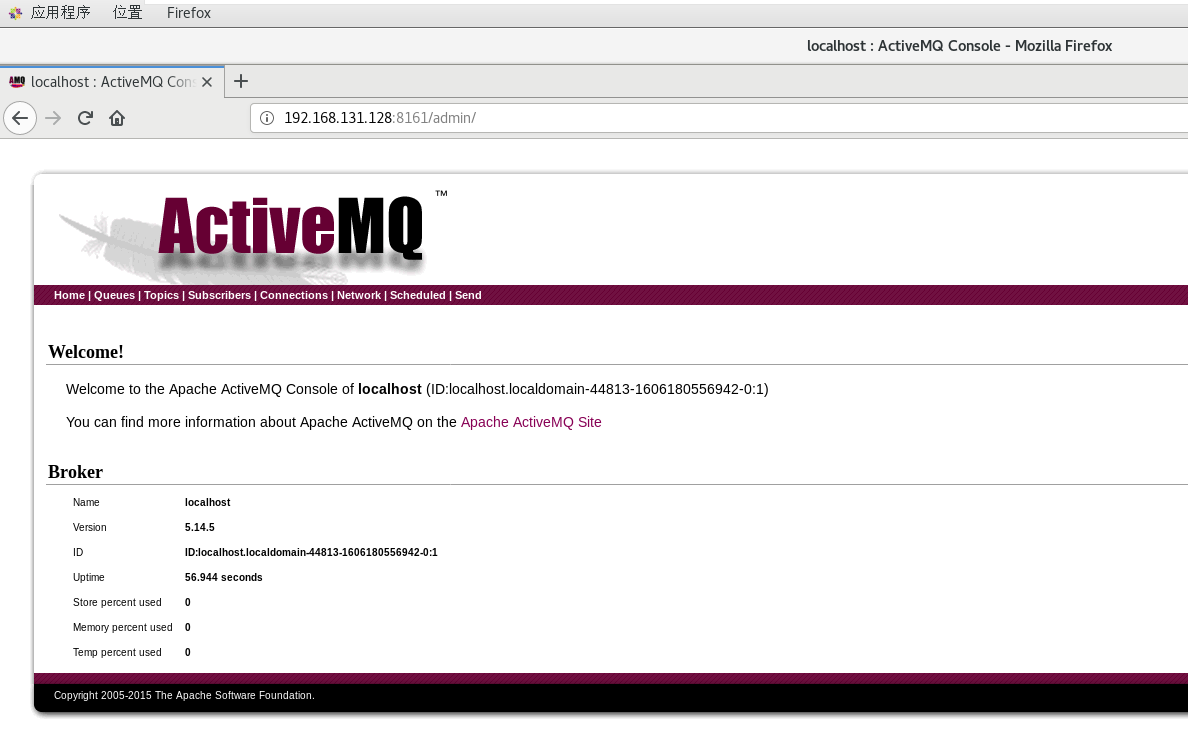 应用程序 位置 Firefox
localhost : ActiveMQ Console - Mozilla Firefox
localhost : ActiveMQ Con
192.168.131.128:8161/admin/
ActiveMQ ™
Home | Queues | Topics | Subscribers | Connections | Network | Scheduled | Send
Welcome!
Welcome to the Apache ActiveMQ Console of localhost (ID:localhost.localdomain-44813-1606180556942-0:1)
You can find more information about Apache ActiveMQ on the Apache ActiveMQ Site
Broker
Name localhost
Version 5.14.5
ID ID:localhost.localdomain-44813-1606180556942-0:1
Uptime 56.944 seconds
Store percent used 0
Memory percent used 0
Temp percent used 0
Copyright 2005-2015 The Apache Software Foundation.